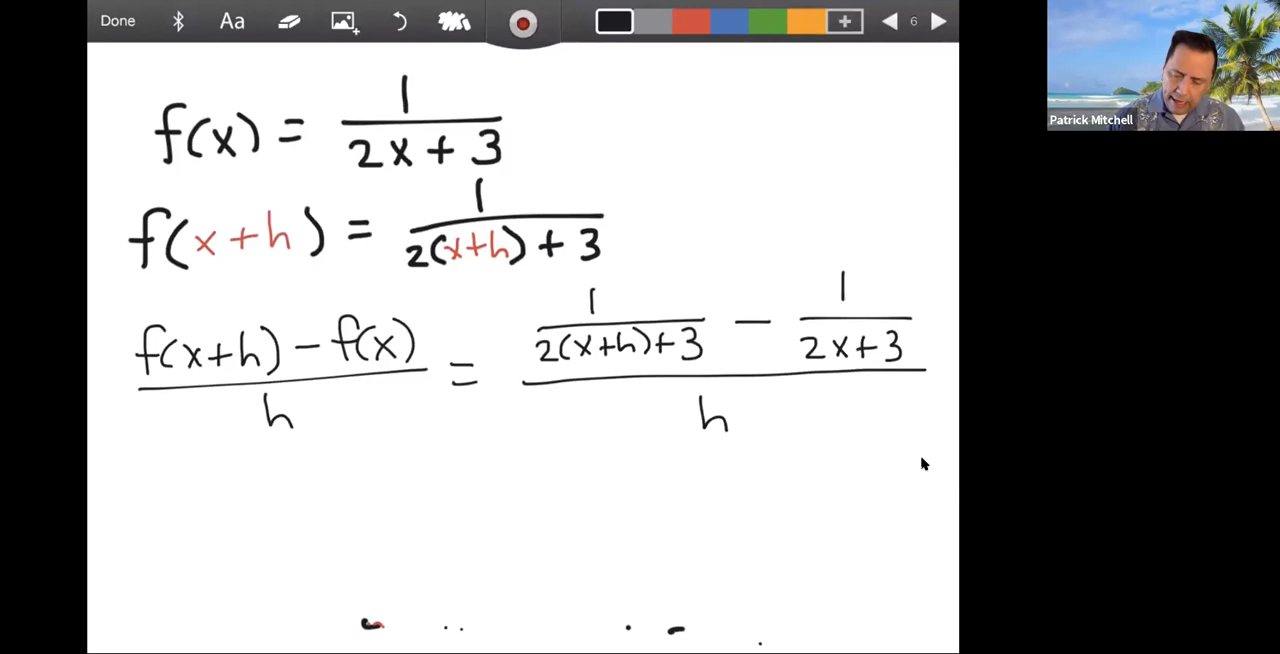 Done Aa + 6
Patrick Mitchell
f(x) = 1/(2x + 3)
f(x+h) = 1/(2(x+h) + 3)
(f(x+h) - f(x))/h = (1/(2(x+h)+3) - 1/(2x+3))/h